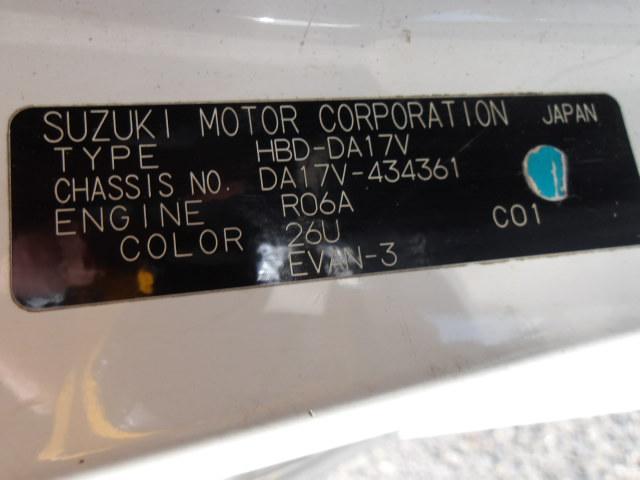 SUZUKI MOTOR CORPORATION JAPAN
TYPE HBD-DA17V
CHASSIS NO. DA17V-434361
ENGINE R06A C01
COLOR 26U
EVAN-3